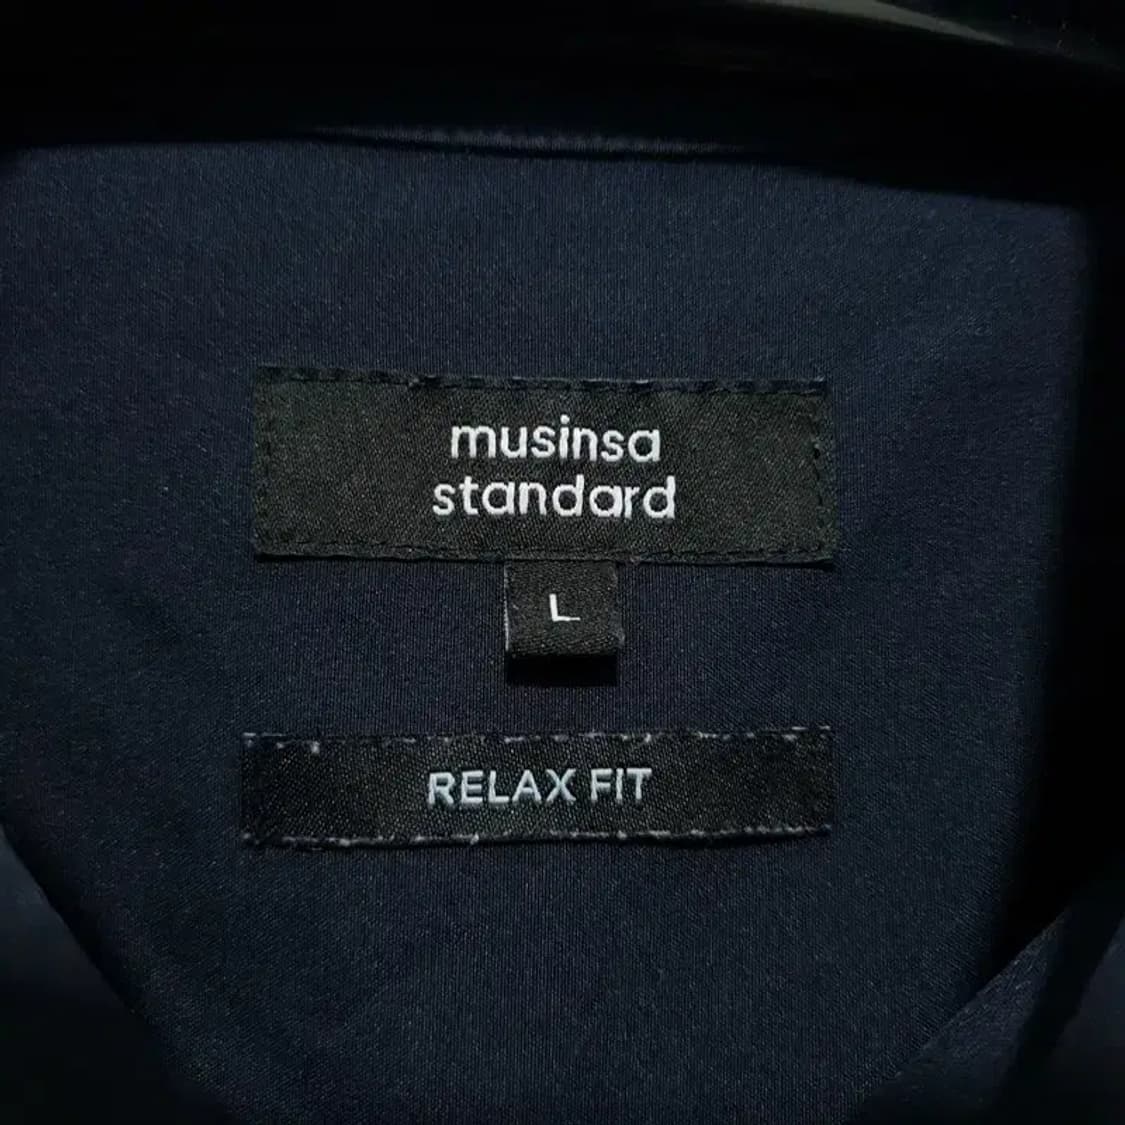 musinsa
standard
L
RELAX FIT